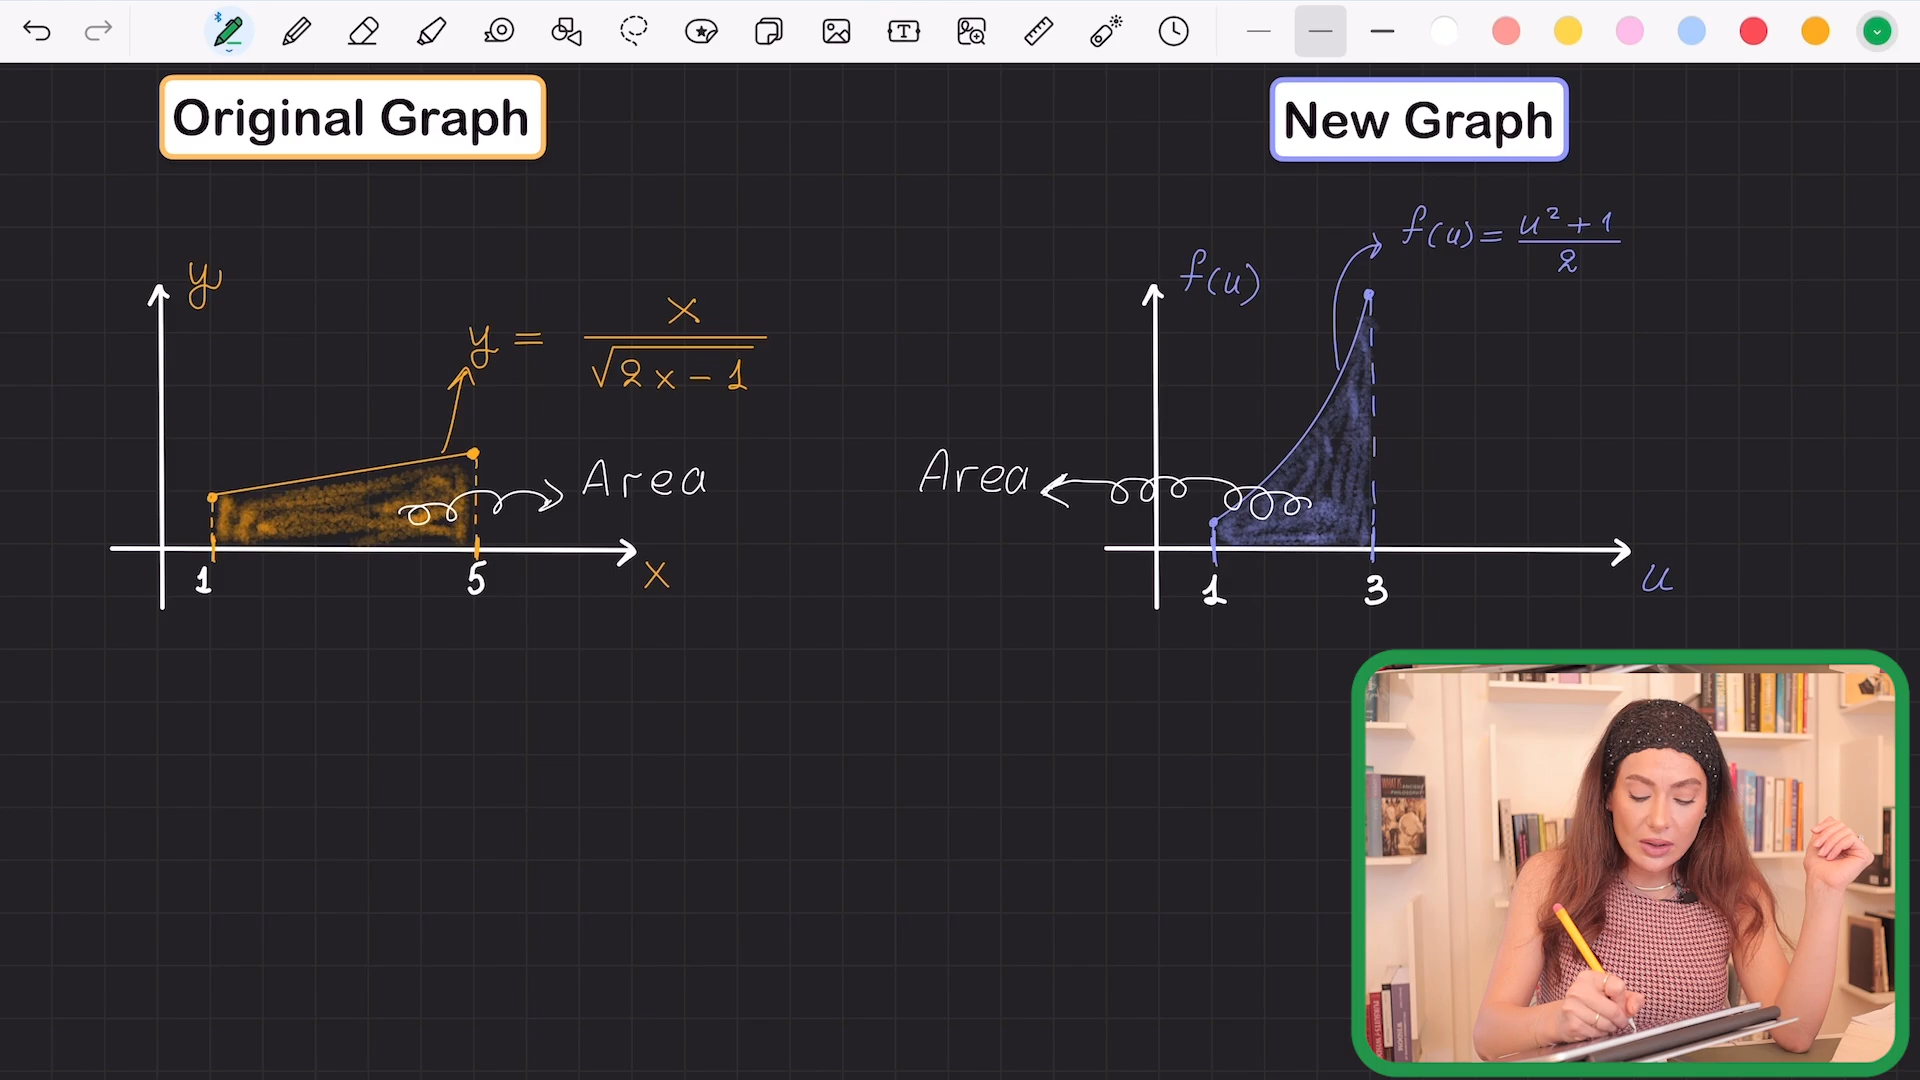 Original Graph
New Graph
y
y = x / √2x - 1
Area
1
5
x
f(u)
f(u) = u² + 1 / 2
Area
1
3
u